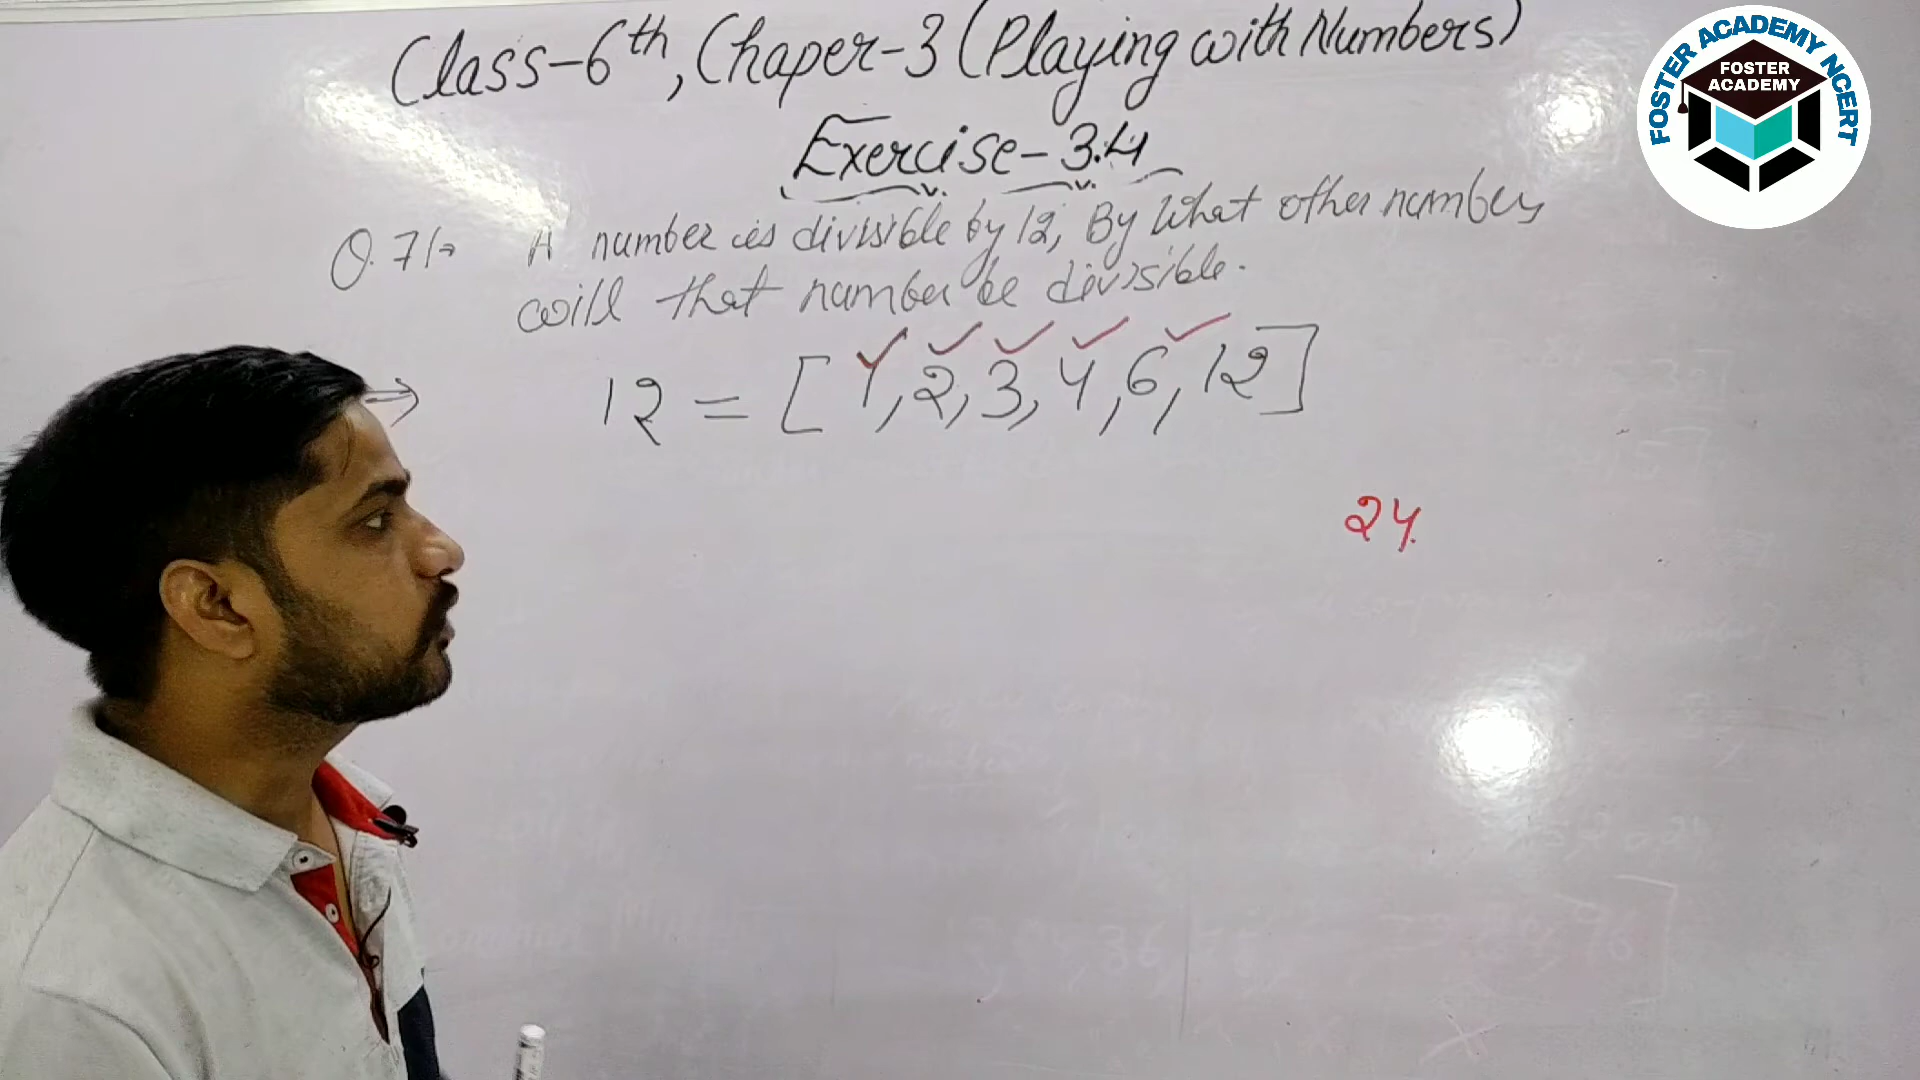 Class-6th, Chaper-3 (Playing with Numbers)
Exercise-3.4
Q.7/→ A number is divisible by 12, By what other number,
will that number be divisible.
⇒ 12 = [1, 2, 3, 4, 6, 12]
24
FOSTER ACADEMY NCERT
FOSTER
ACADEMY